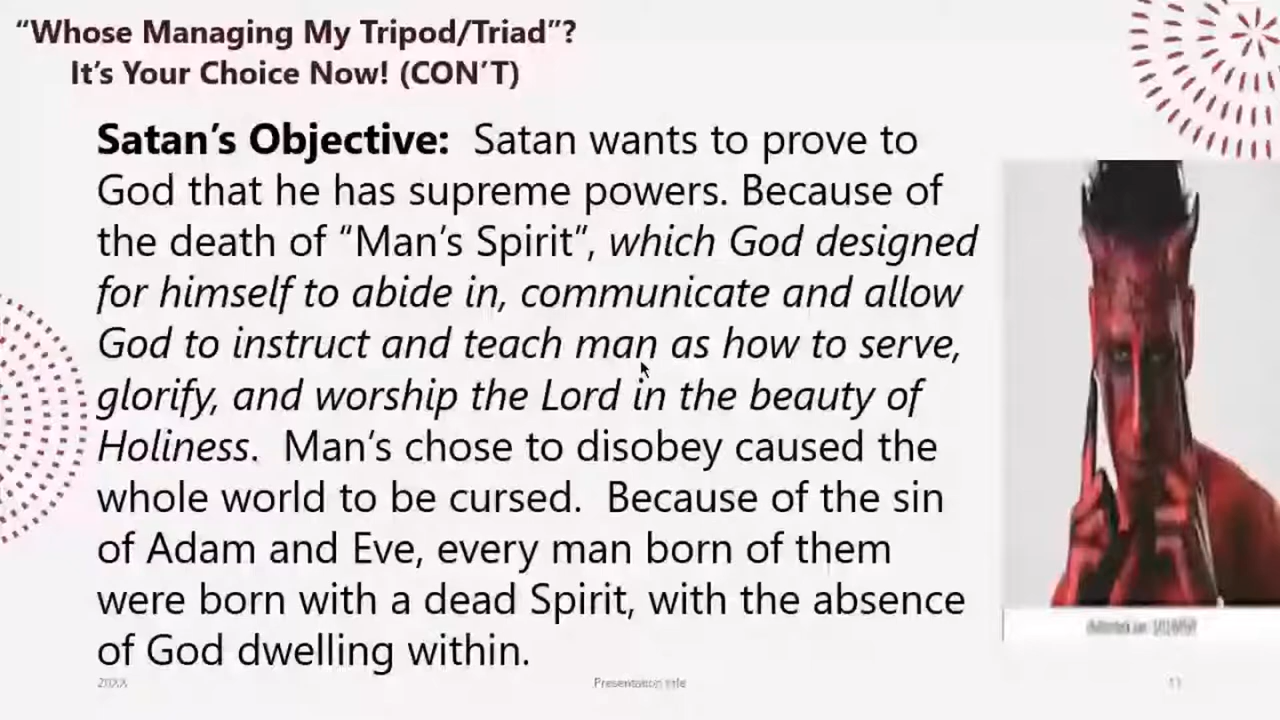 “Whose Managing My Tripod/Triad”?
It’s Your Choice Now! (CON’T)
Satan’s Objective: Satan wants to prove to
God that he has supreme powers. Because of
the death of “Man’s Spirit”, which God designed
for himself to abide in, communicate and allow
God to instruct and teach man as how to serve,
glorify, and worship the Lord in the beauty of
Holiness. Man’s chose to disobey caused the
whole world to be cursed. Because of the sin
of Adam and Eve, every man born of them
were born with a dead Spirit, with the absence
of God dwelling within.
20XX
Presentation title